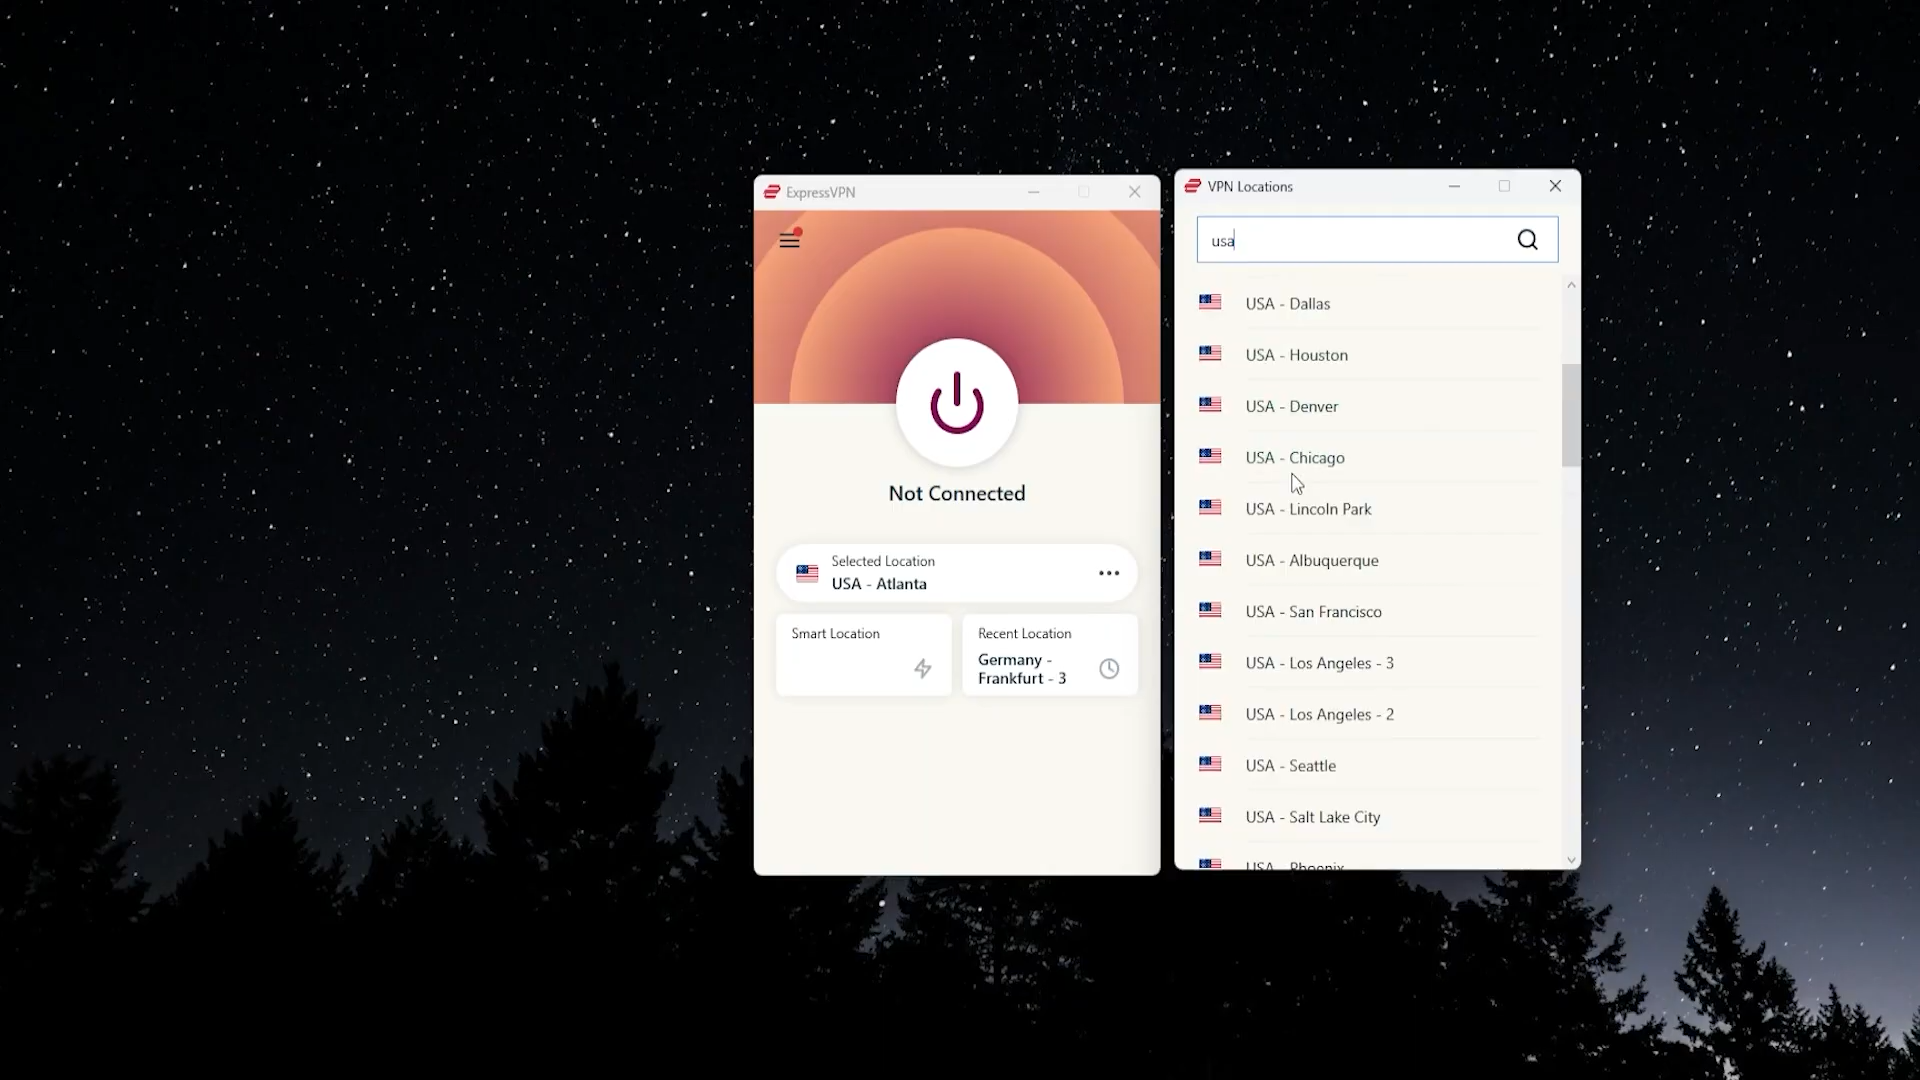 ExpressVPN
Not Connected
Selected Location
USA - Atlanta
Smart Location
Recent Location
Germany -
Frankfurt - 3
VPN Locations
usa
USA - Dallas
USA - Houston
USA - Denver
USA - Chicago
USA - Lincoln Park
USA - Albuquerque
USA - San Francisco
USA - Los Angeles - 3
USA - Los Angeles - 2
USA - Seattle
USA - Salt Lake City
USA - Phoenix